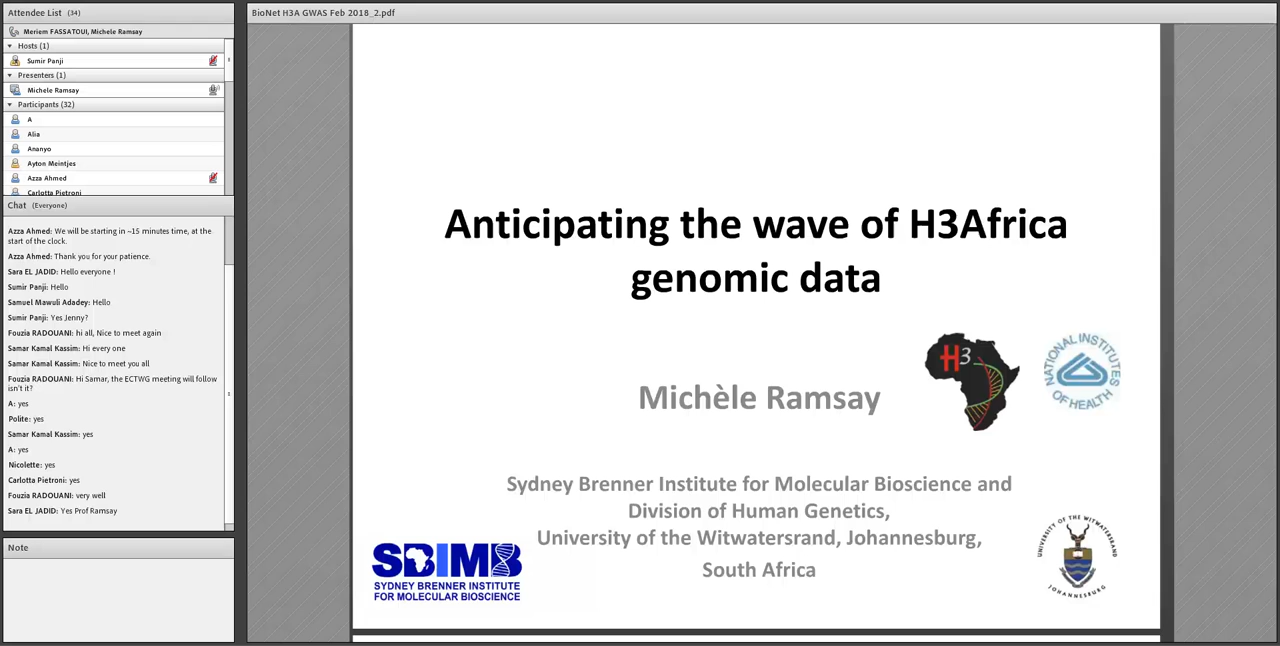 Attendee List (34)
Meriem FASSATOUI, Michele Ramsay
Hosts (1)
Sumir Panji
Presenters (1)
Michele Ramsay
Participants (32)
A
Alia
Ananyo
Ayton Meintjes
Azza Ahmed
Carlotta Pietroni
Chat (Everyone)
Azza Ahmed: We will be starting in ~15 minutes time, at the
start of the clock.
Azza Ahmed: Thank you for your patience.
Sara EL JADID: Hello everyone !
Sumir Panji: Hello
Samuel Mawuli Adadey: Hello
Sumir Panji: Yes Jenny?
Fouzia RADOUANI: hi all, Nice to meet again
Samar Kamal Kassim: Hi every one
Samar Kamal Kassim: Nice to meet you all
Fouzia RADOUANI: Hi Samar, the ECTWG meeting will follow
isn't it?
A: yes
Polite: yes
Samar Kamal Kassim: yes
A: yes
Nicolette: yes
Carlotta Pietroni: yes
Fouzia RADOUANI: very well
Sara EL JADID: Yes Prof Ramsay
Note
BioNet H3A GWAS Feb 2018_2.pdf
Anticipating the wave of H3Africa
genomic data
Michèle Ramsay
H3
NATIONAL INSTITUTES
OF HEALTH
Sydney Brenner Institute for Molecular Bioscience and
Division of Human Genetics,
University of the Witwatersrand, Johannesburg,
South Africa
SBIMB
SYDNEY BRENNER INSTITUTE
FOR MOLECULAR BIOSCIENCE
UNIVERSITY OF THE WITWATERSRAND
JOHANNESBURG